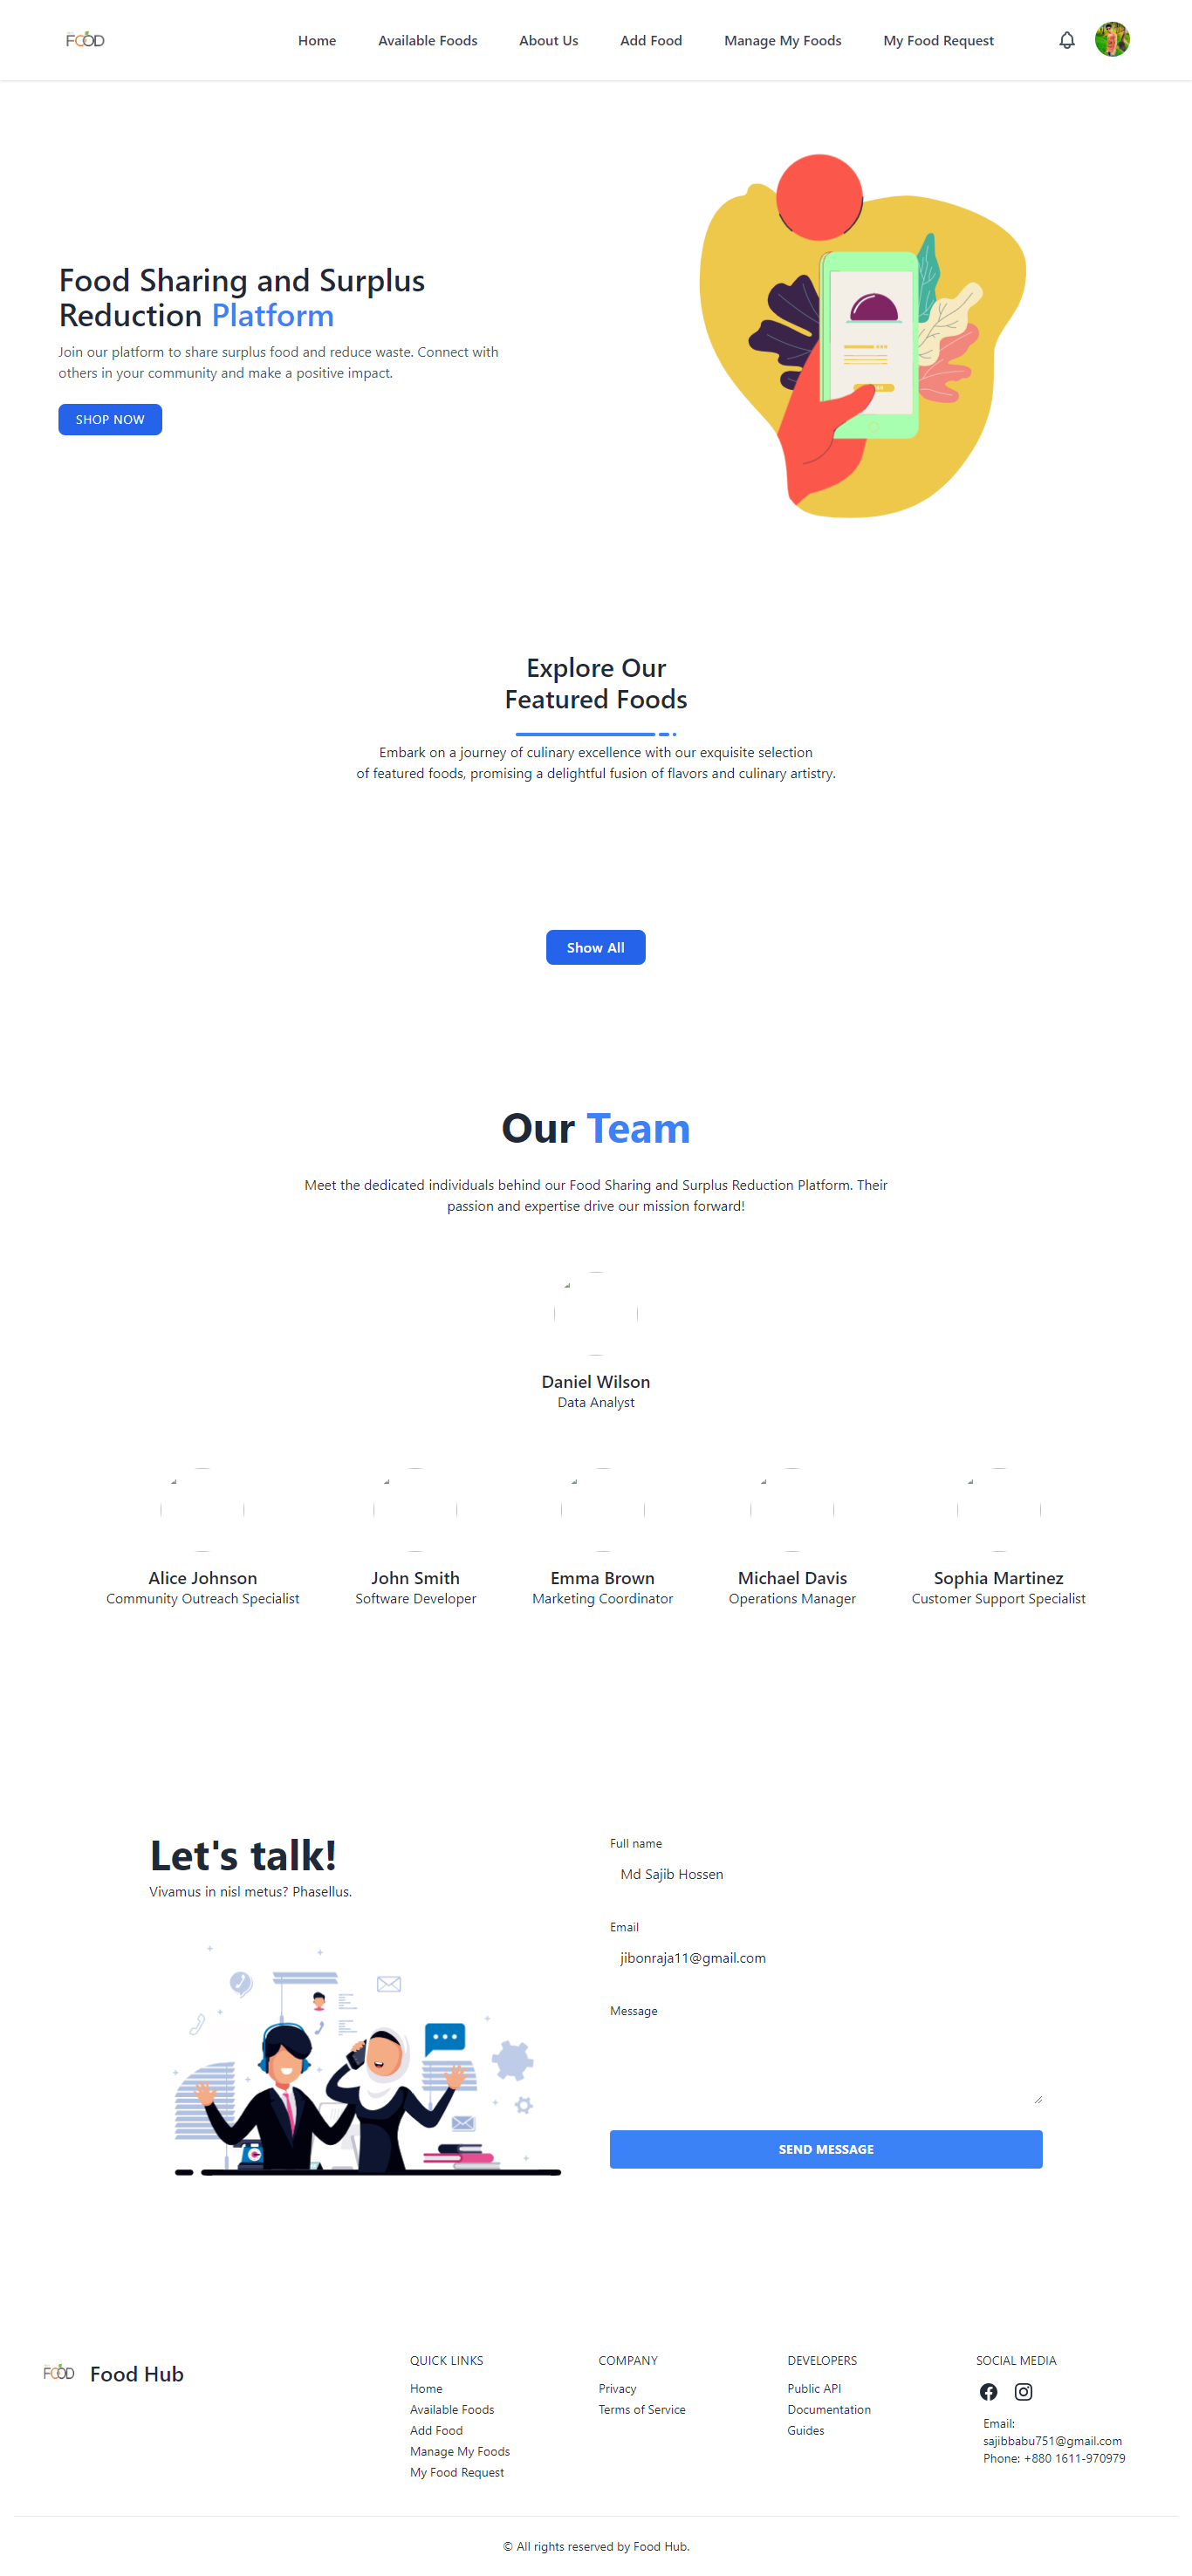 FOOD
Home
Available Foods
About Us
Add Food
Manage My Foods
My Food Request
Food Sharing and Surplus
Reduction Platform
Join our platform to share surplus food and reduce waste. Connect with
others in your community and make a positive impact.
SHOP NOW
Explore Our
Featured Foods
Embark on a journey of culinary excellence with our exquisite selection
of featured foods, promising a delightful fusion of flavors and culinary artistry.
Show All
Our Team
Meet the dedicated individuals behind our Food Sharing and Surplus Reduction Platform. Their
passion and expertise drive our mission forward!
Daniel Wilson
Data Analyst
Alice Johnson
Community Outreach Specialist
John Smith
Software Developer
Emma Brown
Marketing Coordinator
Michael Davis
Operations Manager
Sophia Martinez
Customer Support Specialist
Let's talk!
Vivamus in nisl metus? Phasellus.
Full name
Md Sajib Hossen
Email
jibonraja11@gmail.com
Message
SEND MESSAGE
FOOD
Food Hub
QUICK LINKS
Home
Available Foods
Add Food
Manage My Foods
My Food Request
COMPANY
Privacy
Terms of Service
DEVELOPERS
Public API
Documentation
Guides
SOCIAL MEDIA
Email:
sajibbabu751@gmail.com
Phone: +880 1611-970979
© All rights reserved by Food Hub.